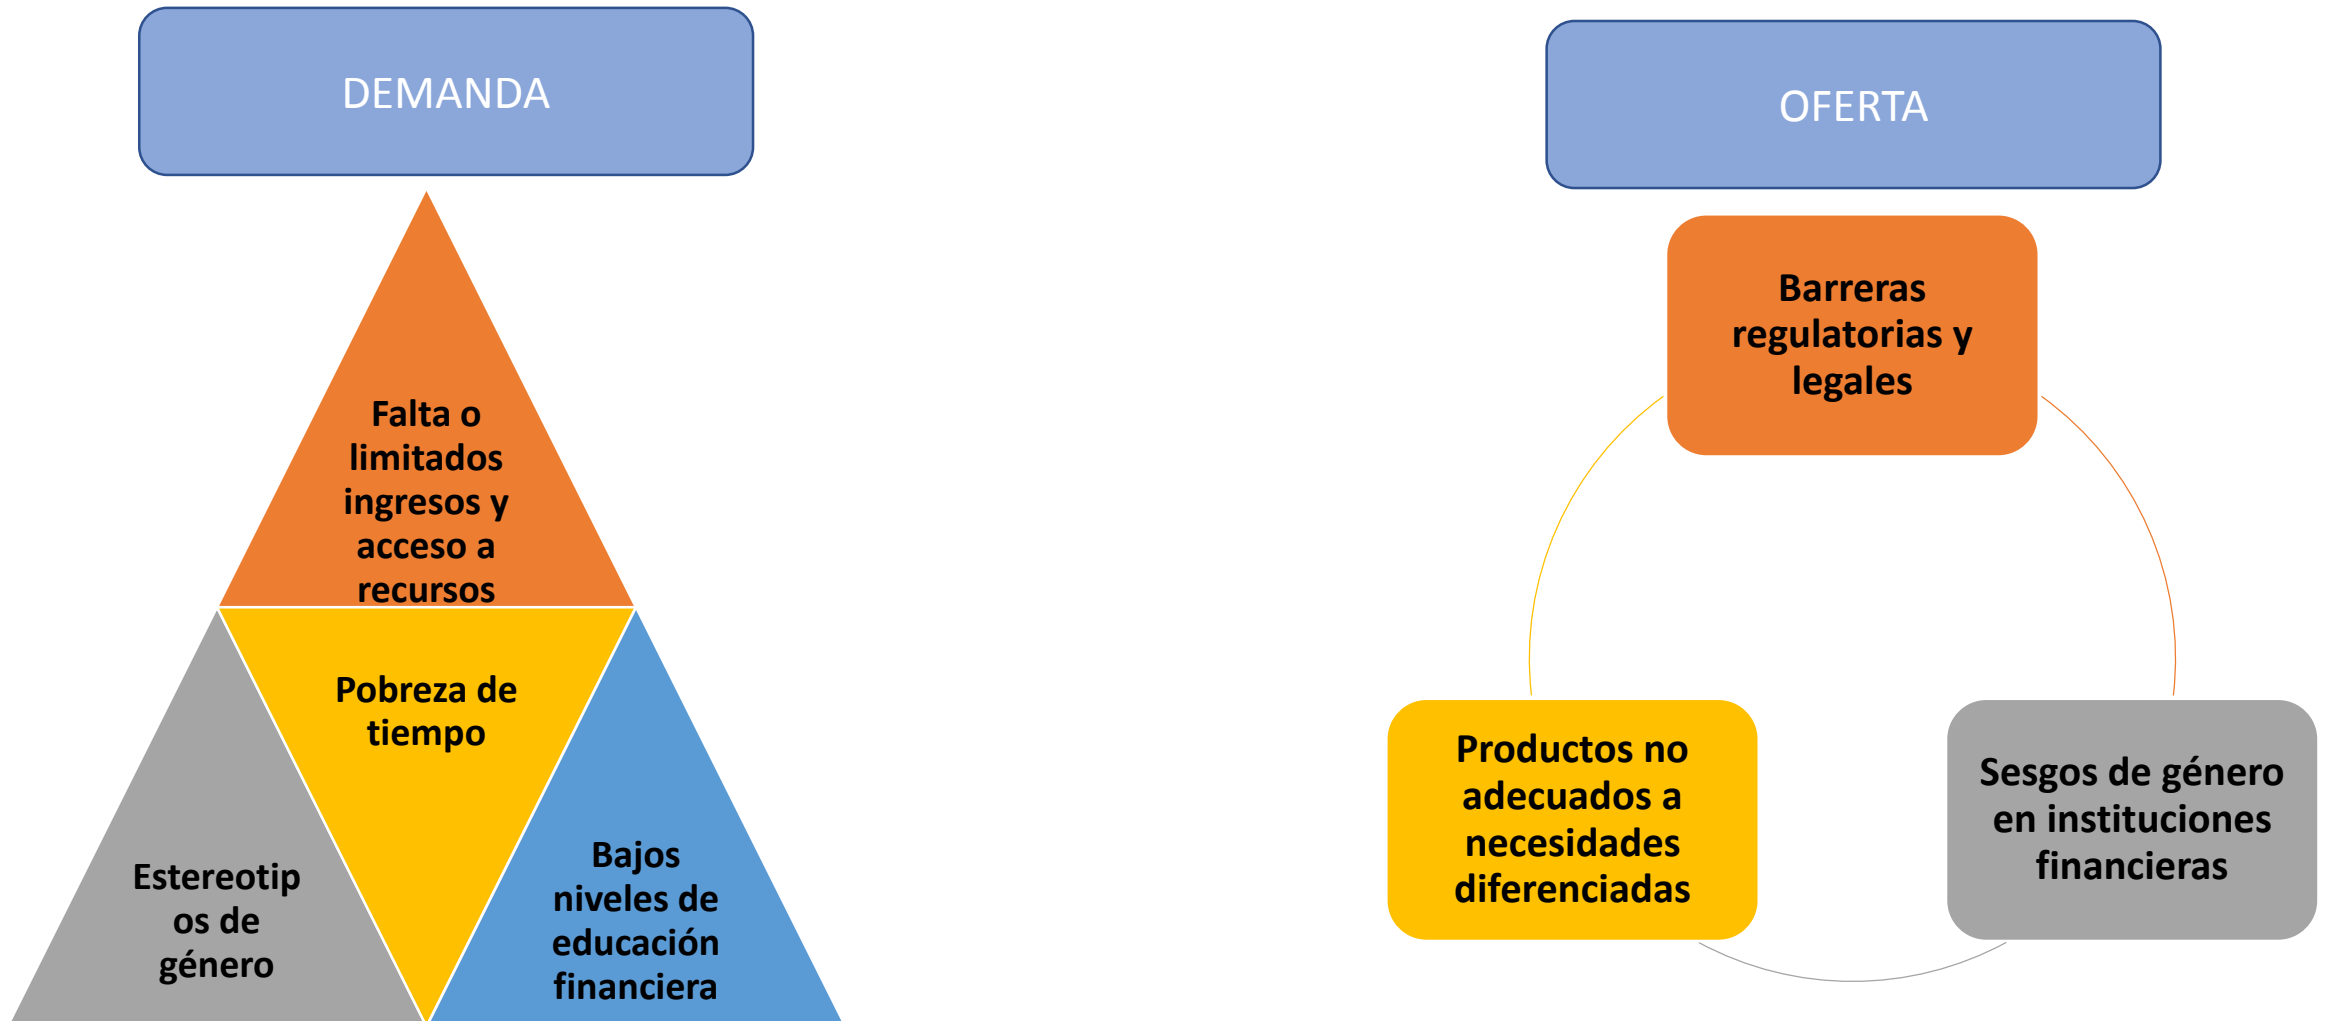 DEMANDA
Falta o
limitados
ingresos y
acceso a
recursos
Pobreza de
tiempo
Estereotip
os de
género
Bajos
niveles de
educación
financiera
OFERTA
Barreras
regulatorias y
legales
Productos no
adecuados a
necesidades
diferenciadas
Sesgos de género
en instituciones
financieras